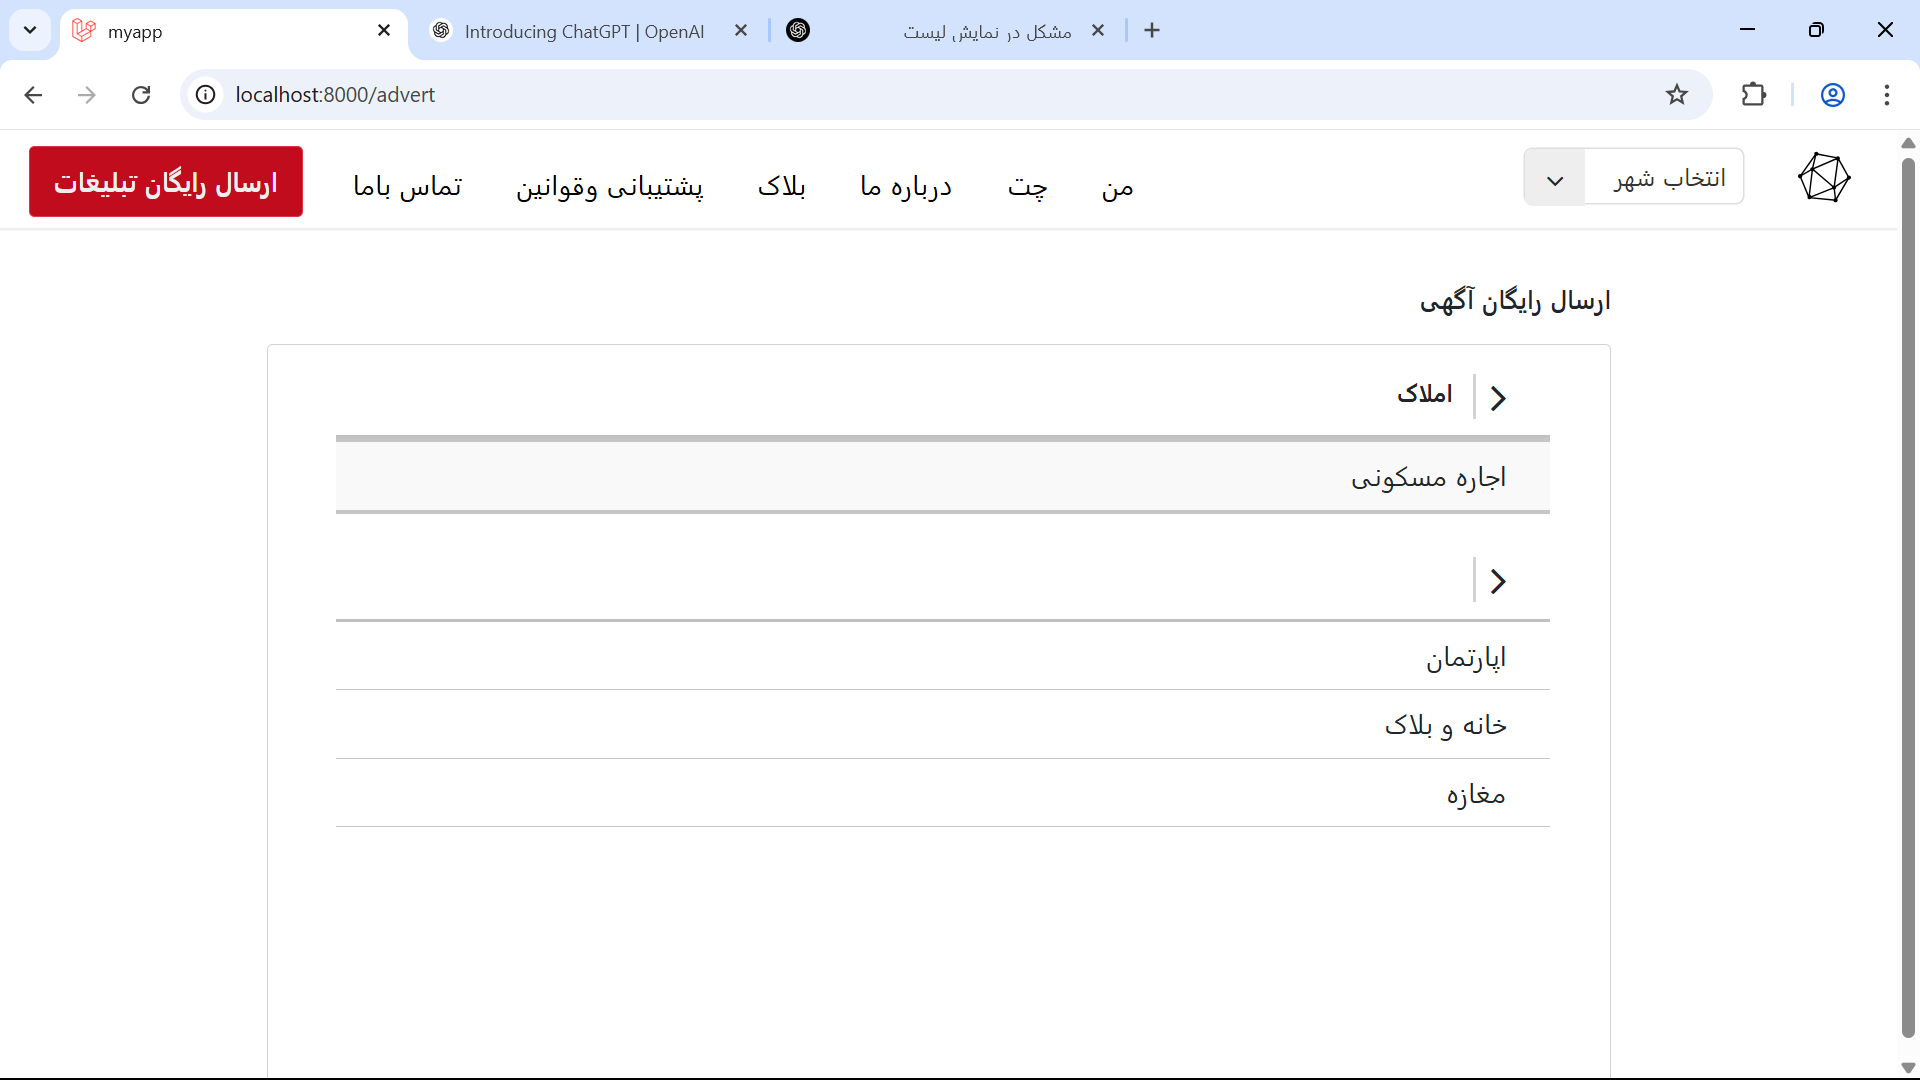 myapp
Introducing ChatGPT | OpenAI
مشکل در نمایش لیست
localhost:8000/advert
انتخاب شهر
من
چت
درباره ما
بلاک
پشتیبانی وقوانین
تماس باما
ارسال رایگان تبلیغات
ارسال رایگان آگهی
املاک
اجاره مسکونی
اپارتمان
خانه و بلاک
مغازه